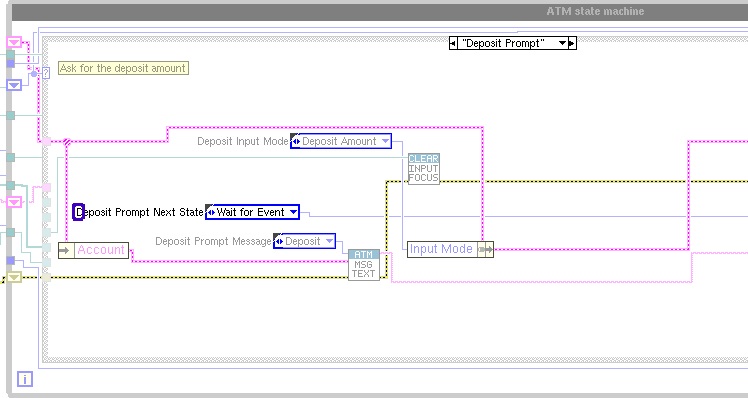 ATM state machine
"Deposit Prompt"
?
Ask for the deposit amount
Deposit Input Mode Deposit Amount
CLEAR
INPUT
FOCUS
Deposit Prompt Next State Wait for Event
Deposit Prompt Message Deposit
Account
ATM
MSG
TEXT
Input Mode
i